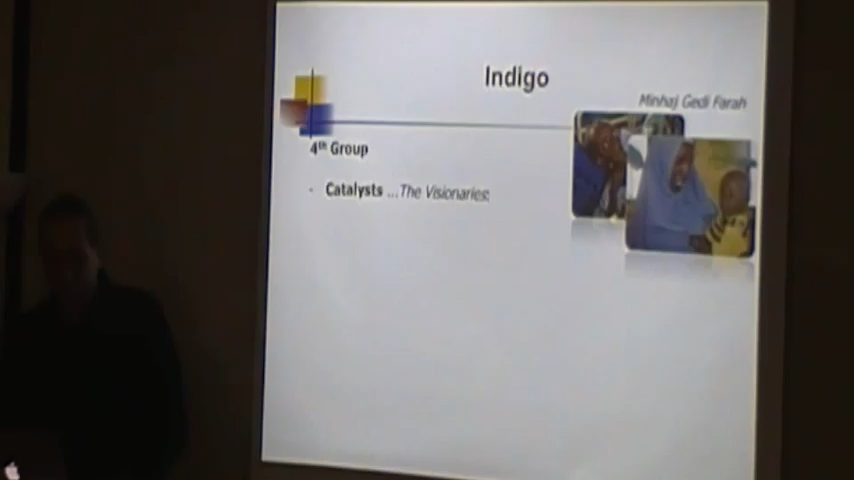 Indigo
Minhaj Gedi Farah
4th Group
- Catalysts ...The Visionaries: